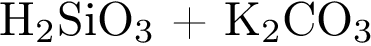 H₂SiO₃ + K₂CO₃